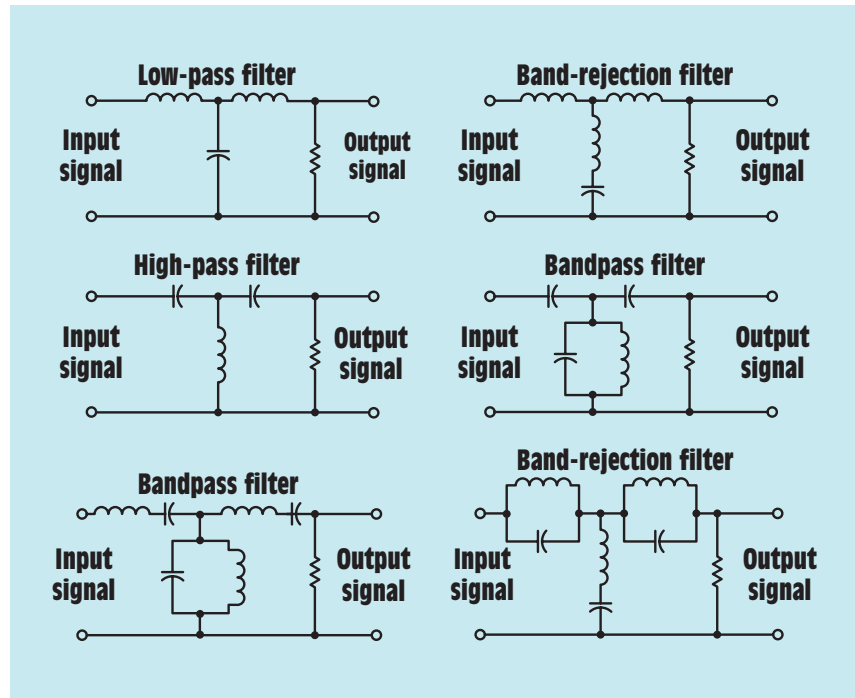 Low-pass filter
Input
signal
Output
signal
Band-rejection filter
Input
signal
Output
signal
High-pass filter
Input
signal
Output
signal
Bandpass filter
Input
signal
Output
signal
Bandpass filter
Input
signal
Output
signal
Band-rejection filter
Input
signal
Output
signal